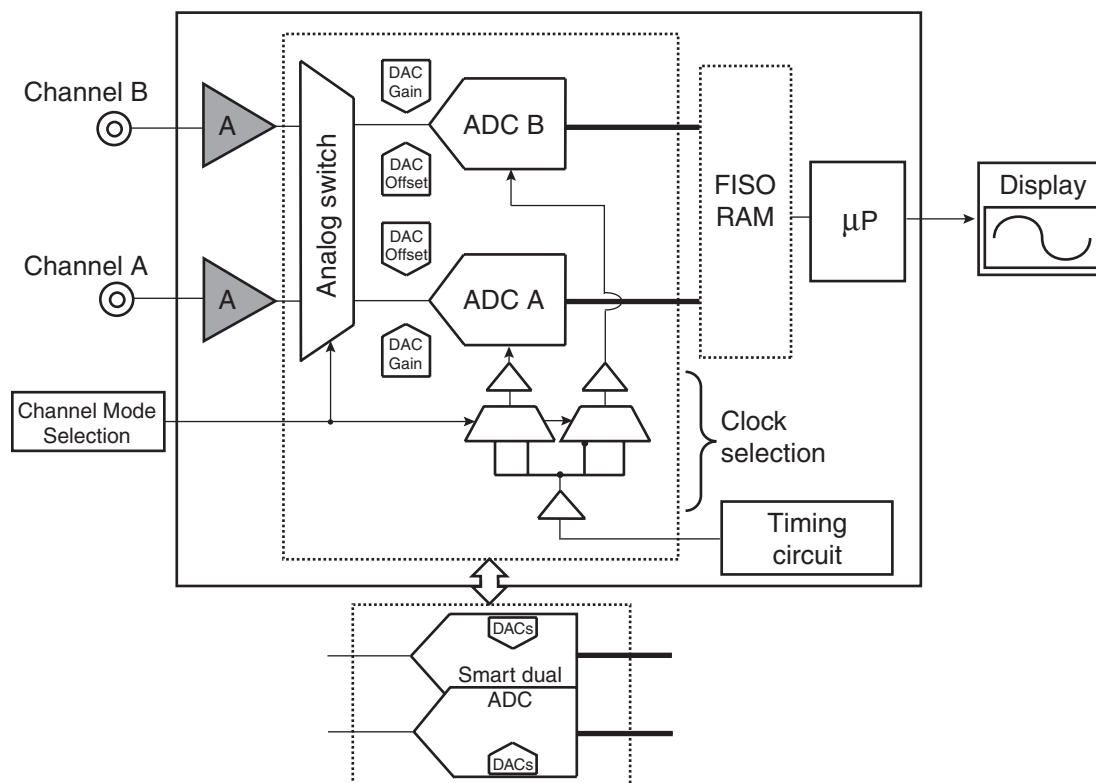 Channel B
A
Analog switch
DAC
Gain
ADC B
DAC
Offset
FISO
RAM
μP
Display
Channel A
A
DAC
Offset
ADC A
DAC
Gain
Channel Mode
Selection
Clock
selection
Timing
circuit
DACs
Smart dual
ADC
DACs